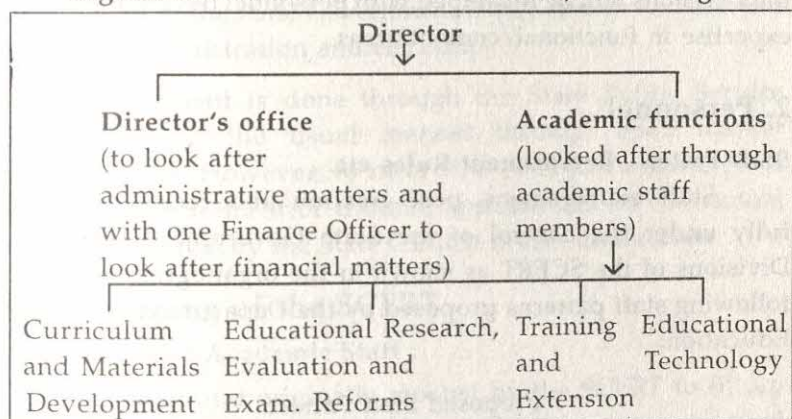 Director
Director's office
(to look after
administrative matters and
with one Finance Officer to
look after financial matters)
Academic functions
(looked after through
academic staff
members)
Curriculum
and Materials
Development
Educational Research,
Evaluation and
Exam. Reforms
Training
and
Extension
Educational
Technology